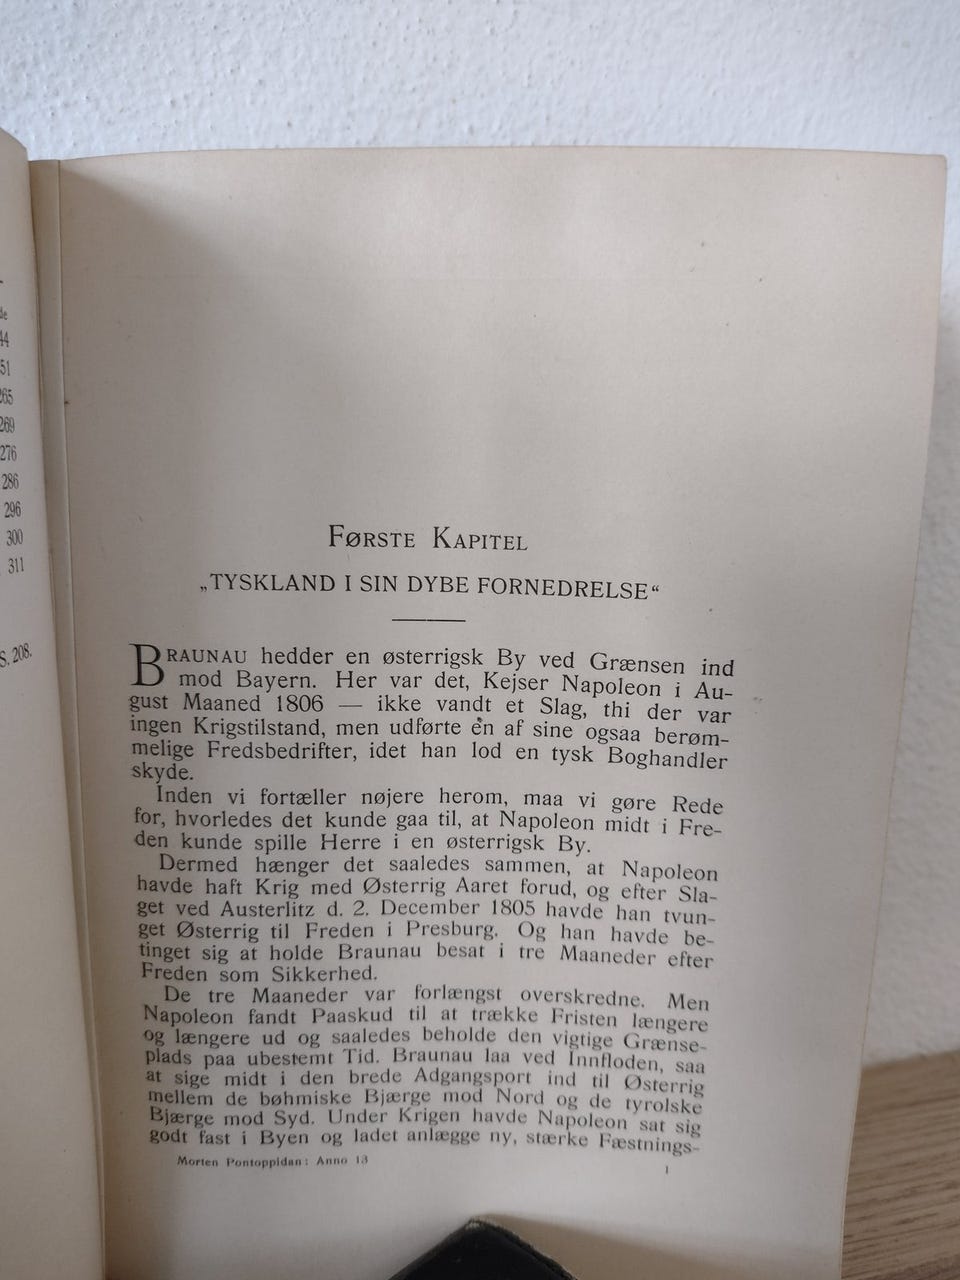 de
44
51
265
269
276
286
296
300
311
S. 208.
FØRSTE KAPITEL
„TYSKLAND I SIN DYBE FORNEDRELSE“
BRAUNAU hedder en østerrigsk By ved Grænsen ind
mod Bayern. Her var det, Kejser Napoleon i Au-
gust Maaned 1806 — ikke vandt et Slag, thi der var
ingen Krigstilstand, men udførte én af sine ogsaa berøm-
melige Fredsbedrifter, idet han lod en tysk Boghandler
skyde.
Inden vi fortæller nøjere herom, maa vi gøre Rede
for, hvorledes det kunde gaa til, at Napoleon midt i Fre-
den kunde spille Herre i en østerrigsk By.
Dermed hænger det saaledes sammen, at Napoleon
havde haft Krig med Østerrig Aaret forud, og efter Sla-
get ved Austerlitz d. 2. December 1805 havde han tvun-
get Østerrig til Freden i Presburg. Og han havde be-
tinget sig at holde Braunau besat i tre Maaneder efter
Freden som Sikkerhed.
De tre Maaneder var forlængst overskredne. Men
Napoleon fandt Paaskud til at trække Fristen længere
og længere ud og saaledes beholde den vigtige Grænse-
plads paa ubestemt Tid. Braunau laa ved Innfloden, saa
at sige midt i den brede Adgangsport ind til Østerrig
mellem de bøhmiske Bjærge mod Nord og de tyrolske
Bjærge mod Syd. Under Krigen havde Napoleon sat sig
godt fast i Byen og ladet anlægge ny, stærke Fæstnings-
Morten Pontoppidan: Anno 13
1